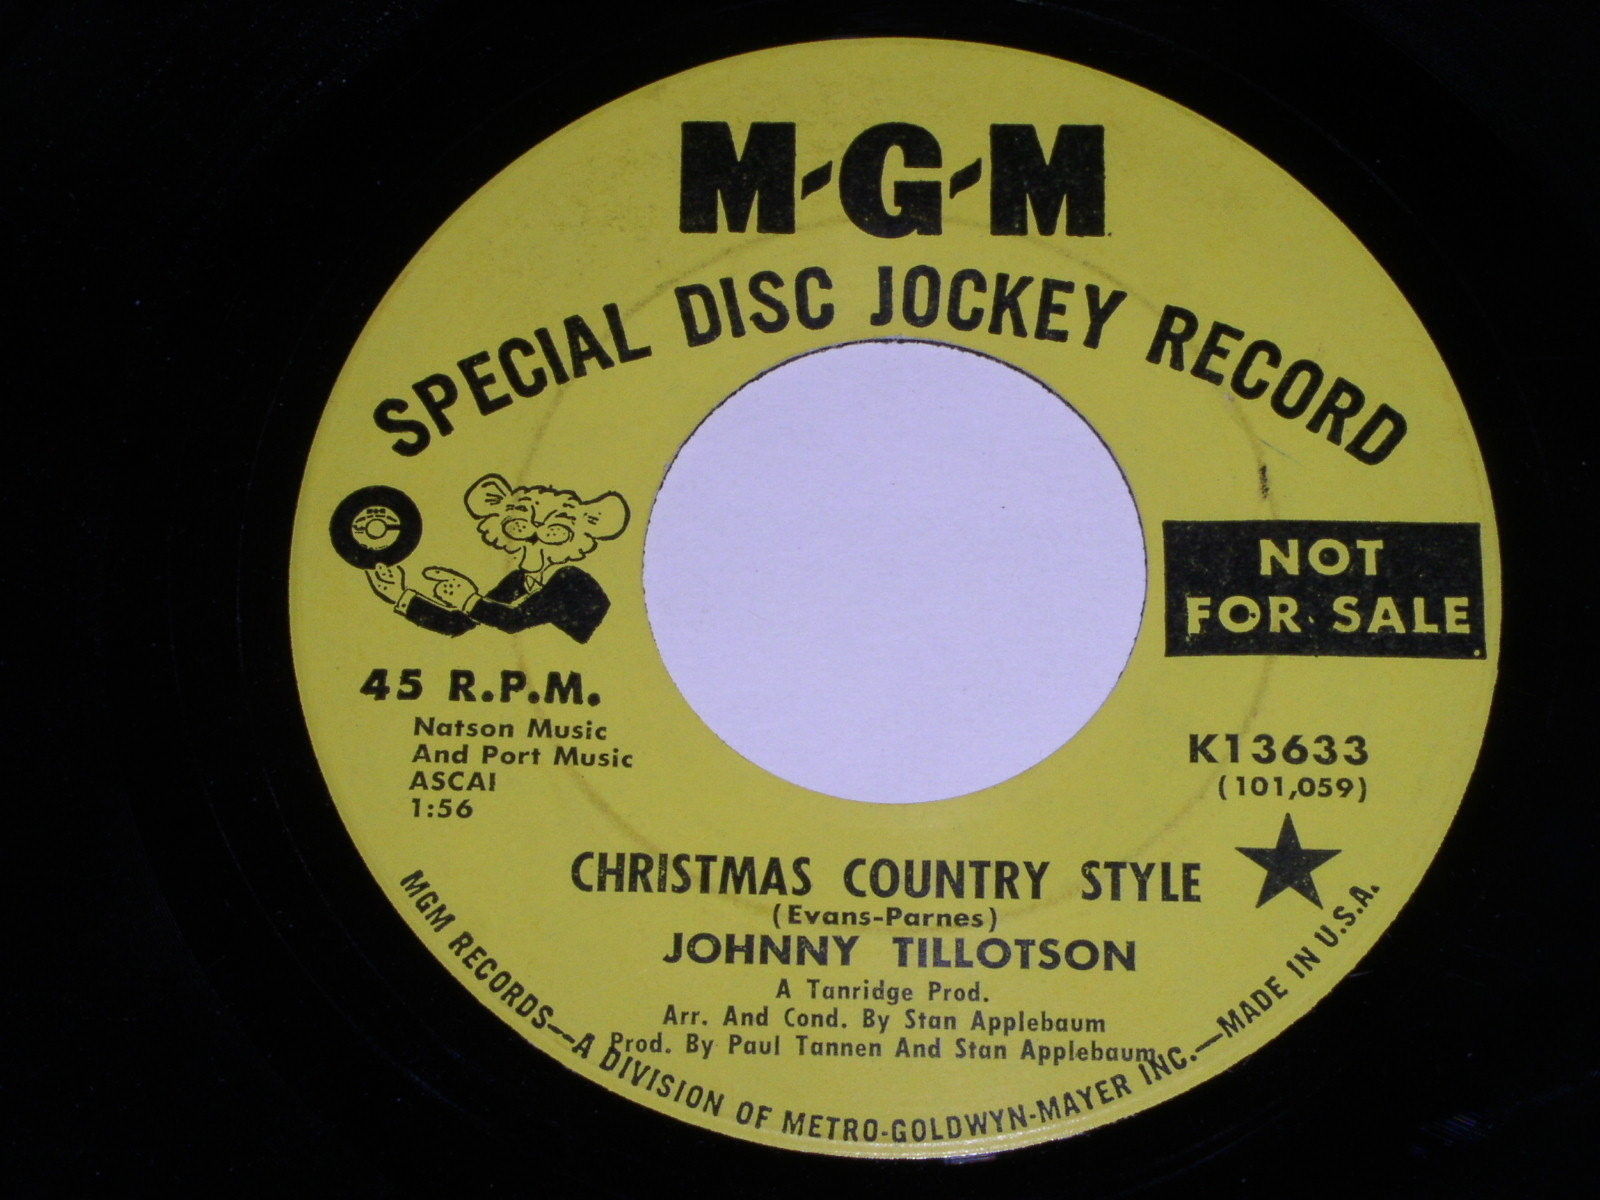 M-G-M
SPECIAL DISC JOCKEY RECORD
NOT
FOR SALE
45 R.P.M.
Natson Music
And Port Music
ASCAI
1:56
K13633
(101,059)
CHRISTMAS COUNTRY STYLE
(Evans-Parnes)
JOHNNY TILLOTSON
A Tanridge Prod.
Arr. And Cond. By Stan Applebaum
Prod. By Paul Tannen And Stan Applebaum
MGM RECORDS—A DIVISION OF METRO-GOLDWYN-MAYER INC.—MADE IN U.S.A.